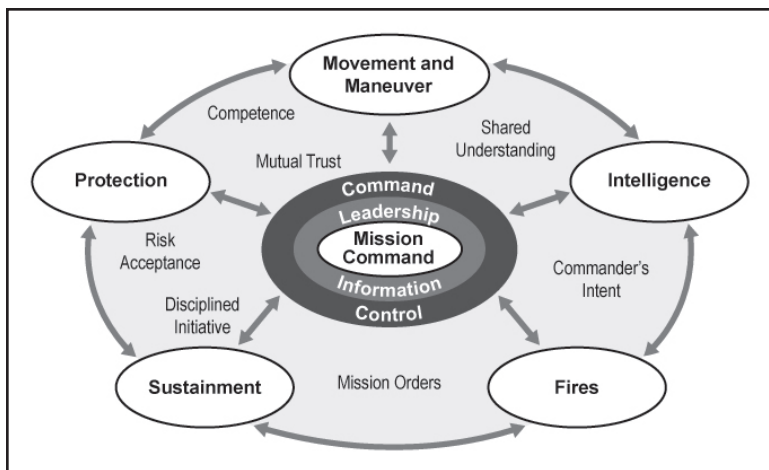 Movement and
Maneuver
Competence
Shared
Understanding
Mutual Trust
Protection
Command
Intelligence
Leadership
Mission
Command
Risk
Acceptance
Commander's
Intent
Information
Disciplined
Initiative
Control
Sustainment
Mission Orders
Fires